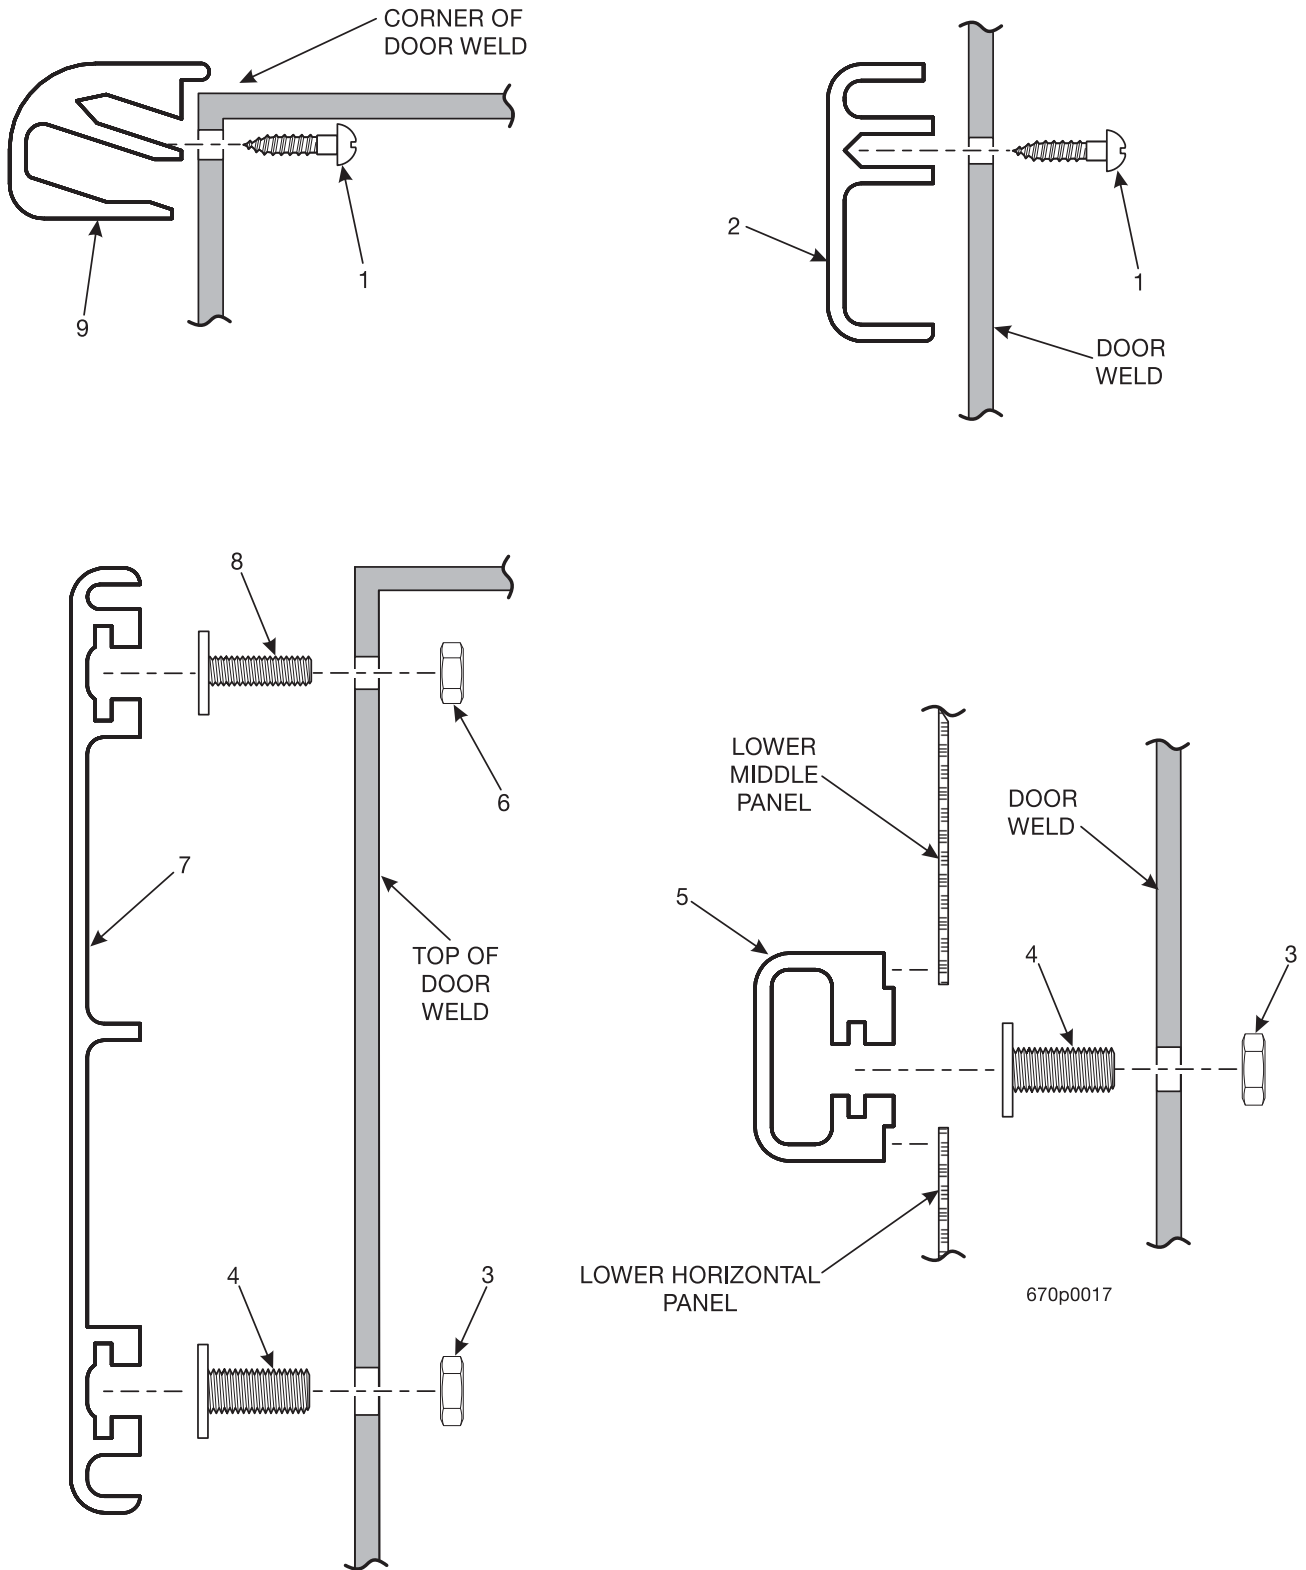 CORNER OF
DOOR WELD
1
9
2
1
DOOR
WELD
8
6
7
TOP OF
DOOR
WELD
4
3
LOWER
MIDDLE
PANEL
DOOR
WELD
5
4
3
LOWER HORIZONTAL
PANEL
670p0017